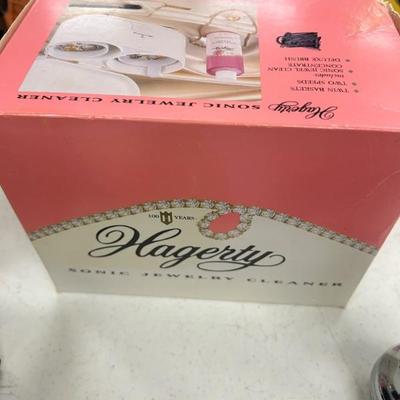 Hagerty SONIC JEWELRY CLEANER
• TWIN BASKETS
• TWO SPEEDS
includes:
• SONIC JEWEL CLEAN
CONCENTRATE
• DELUXE BRUSH
100 H YEARS
Hagerty
SONIC JEWELRY CLEANER